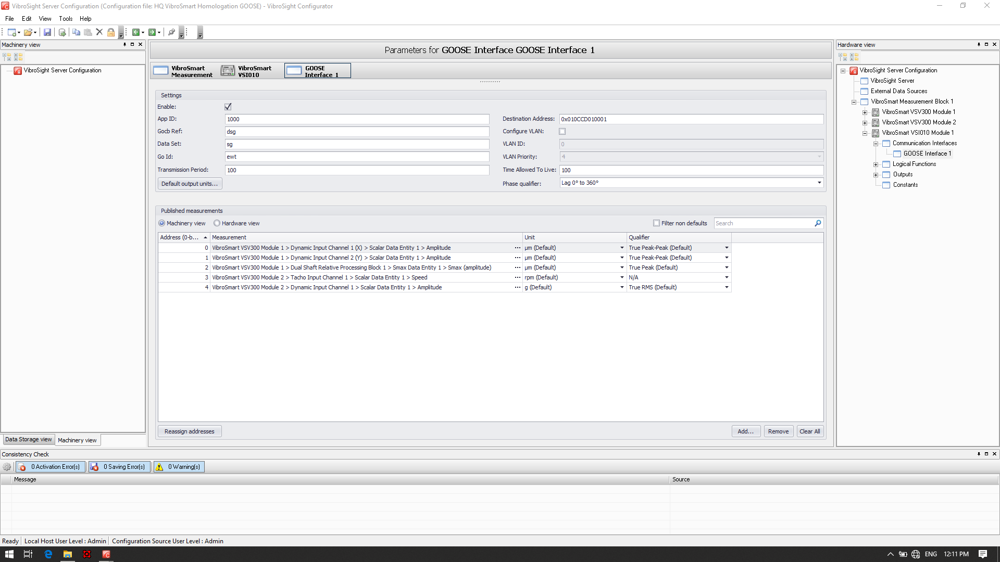 VibroSight Server Configuration (Configuration file: HQ VibroSmart Homologation GOOSE) - VibroSight Configurator
File Edit View Tools Help
Machinery view
VibroSight Server Configuration
Data Storage view Machinery view
Parameters for GOOSE Interface GOOSE Interface 1
VibroSmart Measurement
VibroSmart VSI010
GOOSE Interface 1
Settings
Enable:
App ID: 1000
Gocb Ref: dsg
Data Set: sg
Go Id: ewt
Transmission Period: 100
Default output units...
Destination Address: 0x010CCD010001
Configure VLAN:
VLAN ID: 0
VLAN Priority: 4
Time Allowed To Live: 100
Phase qualifier: Lag 0° to 360°
Published measurements
Machinery view Hardware view Filter non defaults Search
Address (0-b... Measurement Unit Qualifier
0 VibroSmart VSV300 Module 1 > Dynamic Input Channel 1 (X) > Scalar Data Entity 1 > Amplitude ... µm (Default) True Peak-Peak (Default)
1 VibroSmart VSV300 Module 1 > Dynamic Input Channel 2 (Y) > Scalar Data Entity 1 > Amplitude ... µm (Default) True Peak-Peak (Default)
2 VibroSmart VSV300 Module 1 > Dual Shaft Relative Processing Block 1 > Smax Data Entity 1 > Smax (amplitude) ... µm (Default) True Peak (Default)
3 VibroSmart VSV300 Module 2 > Tacho Input Channel 1 > Scalar Data Entity 1 > Speed ... rpm (Default) N/A
4 VibroSmart VSV300 Module 2 > Dynamic Input Channel 1 > Scalar Data Entity 1 > Amplitude ... g (Default) True RMS (Default)
Reassign addresses Add... Remove Clear All
Hardware view
VibroSight Server Configuration
VibroSight Server
External Data Sources
VibroSmart Measurement Block 1
VibroSmart VSV300 Module 1
VibroSmart VSV300 Module 2
VibroSmart VSI010 Module 1
Communication Interfaces
GOOSE Interface 1
Logical Functions
Outputs
Constants
Consistency Check
0 Activation Error(s) 0 Saving Error(s) 0 Warning(s)
Message Source
Ready Local Host User Level : Admin Configuration Source User Level : Admin
ENG 12:11 PM